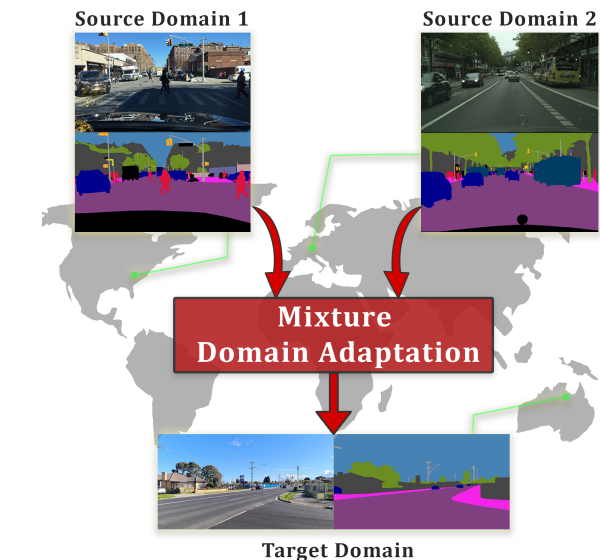 Source Domain 1
Source Domain 2
Mixture
Domain Adaptation
Target Domain